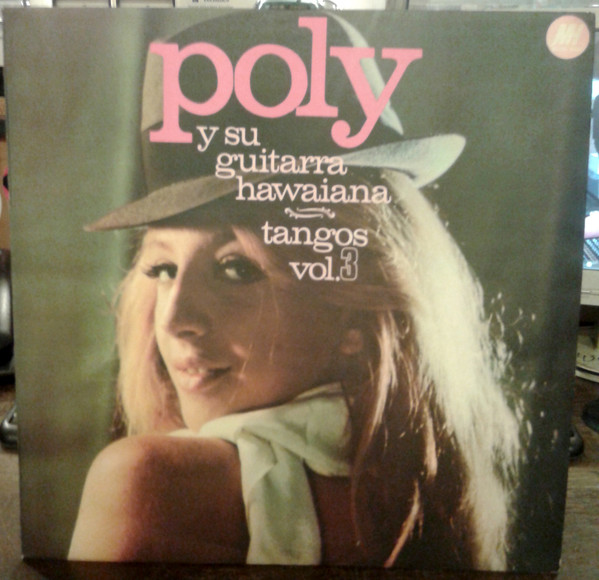 poly
y su
guitarra
hawaiana
tangos
vol.3